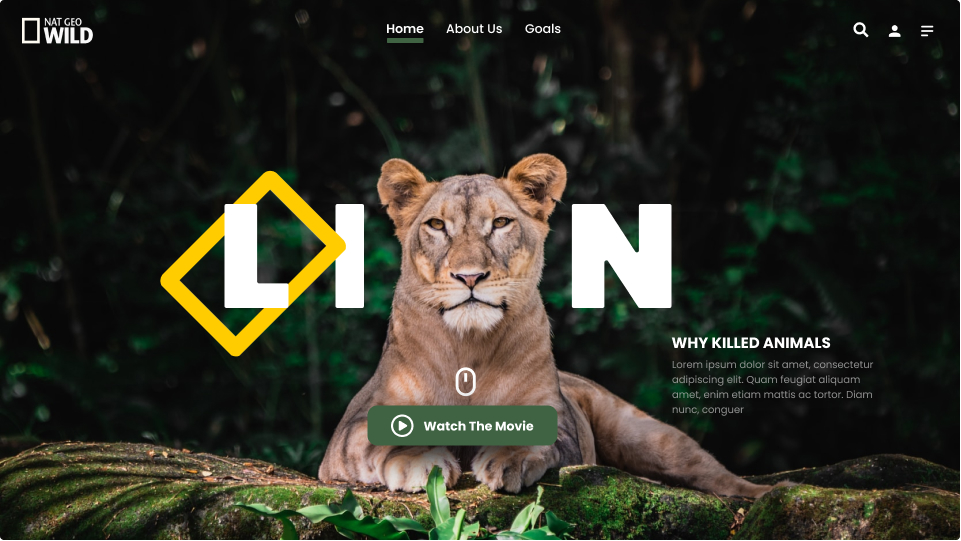 NAT GEO
WILD
Home About Us Goals
LI N
WHY KILLED ANIMALS
Lorem ipsum dolor sit amet, consectetur
adipiscing elit. Quam feugiat aliquam
amet, enim etiam mattis ac tortor. Diam
nunc, conguer
Watch The Movie